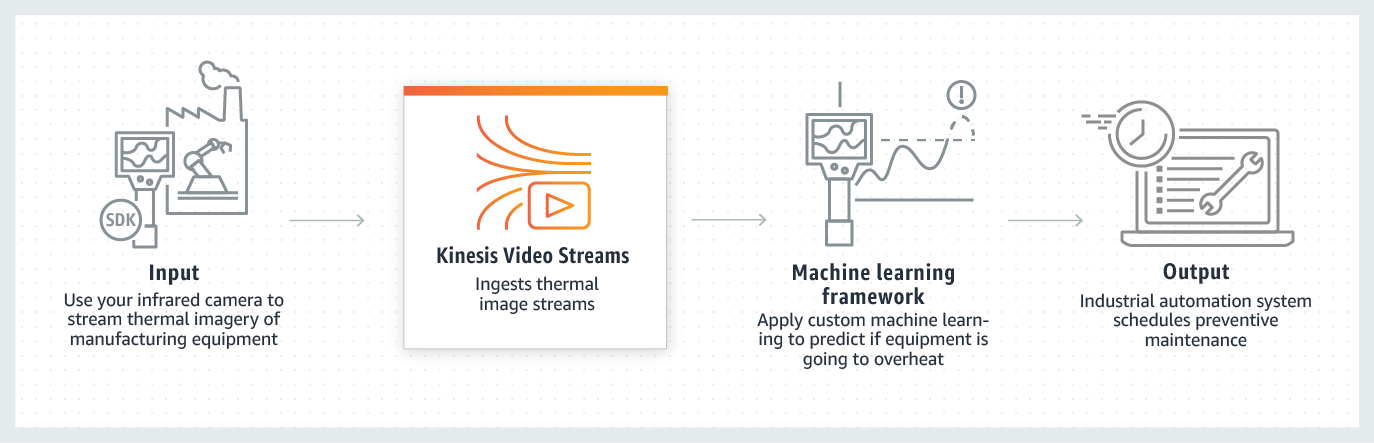 SDK
Input
Use your infrared camera to
stream thermal imagery of
manufacturing equipment
Kinesis Video Streams
Ingests thermal
image streams
Machine learning
framework
Apply custom machine learn-
ing to predict if equipment is
going to overheat
Output
Industrial automation system
schedules preventive
maintenance